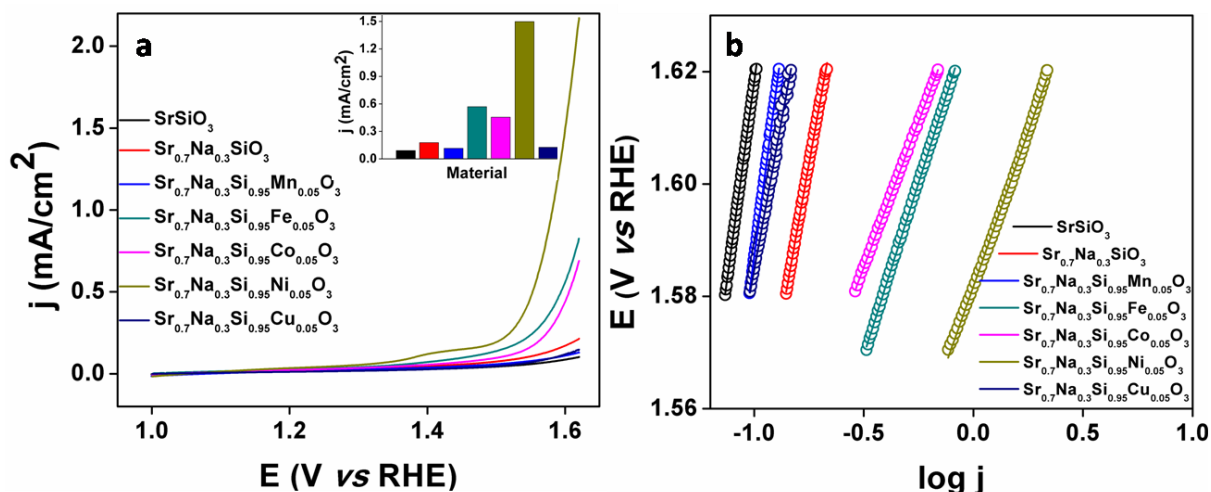 a
j (mA/cm²)
2.0
1.5
1.0
0.5
0.0
SrSiO₃
Sr₀.₇Na₀.₃SiO₃
Sr₀.₇Na₀.₃Si₀.₉₅Mn₀.₀₅O₃
Sr₀.₇Na₀.₃Si₀.₉₅Fe₀.₀₅O₃
Sr₀.₇Na₀.₃Si₀.₉₅Co₀.₀₅O₃
Sr₀.₇Na₀.₃Si₀.₉₅Ni₀.₀₅O₃
Sr₀.₇Na₀.₃Si₀.₉₅Cu₀.₀₅O₃
j (mA/cm²)
1.5
1.2
0.9
0.6
0.3
0.0
Material
1.0 1.2 1.4 1.6
E (V vs RHE)
b
E (V vs RHE)
1.62
1.60
1.58
1.56
SrSiO₃
Sr₀.₇Na₀.₃SiO₃
Sr₀.₇Na₀.₃Si₀.₉₅Mn₀.₀₅O₃
Sr₀.₇Na₀.₃Si₀.₉₅Fe₀.₀₅O₃
Sr₀.₇Na₀.₃Si₀.₉₅Co₀.₀₅O₃
Sr₀.₇Na₀.₃Si₀.₉₅Ni₀.₀₅O₃
Sr₀.₇Na₀.₃Si₀.₉₅Cu₀.₀₅O₃
-1.0 -0.5 0.0 0.5 1.0
log j